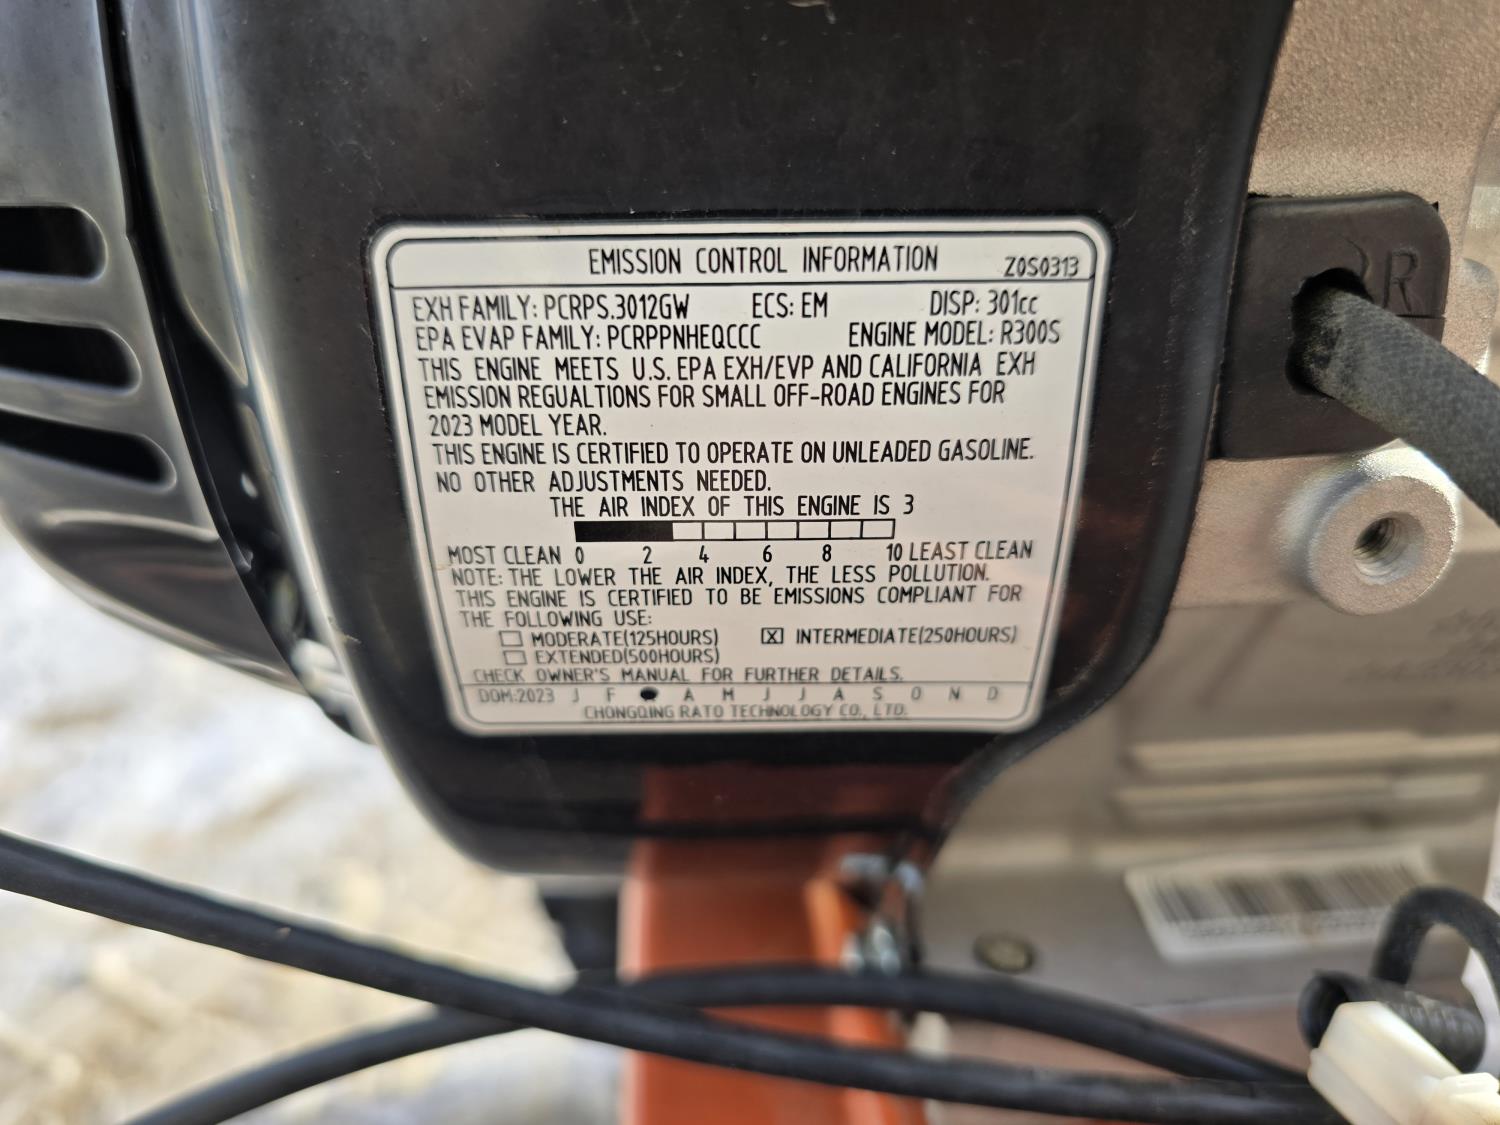 EMISSION CONTROL INFORMATION Z0S0313
EXH FAMILY: PCRPS.3012GW ECS: EM DISP: 301cc
EPA EVAP FAMILY: PCRPPNHEQCCC ENGINE MODEL: R300S
THIS ENGINE MEETS U.S. EPA EXH/EVP AND CALIFORNIA EXH
EMISSION REGUALTIONS FOR SMALL OFF-ROAD ENGINES FOR
2023 MODEL YEAR.
THIS ENGINE IS CERTIFIED TO OPERATE ON UNLEADED GASOLINE.
NO OTHER ADJUSTMENTS NEEDED.
THE AIR INDEX OF THIS ENGINE IS 3
MOST CLEAN 0 2 4 6 8 10 LEAST CLEAN
NOTE: THE LOWER THE AIR INDEX, THE LESS POLLUTION.
THIS ENGINE IS CERTIFIED TO BE EMISSIONS COMPLIANT FOR
THE FOLLOWING USE:
☐ MODERATE(125HOURS) ☒ INTERMEDIATE(250HOURS)
☐ EXTENDED(500HOURS)
CHECK OWNER'S MANUAL FOR FURTHER DETAILS.
DOM:2023 J F ● A M J J A S O N D
CHONGQING RATO TECHNOLOGY CO., LTD.
R